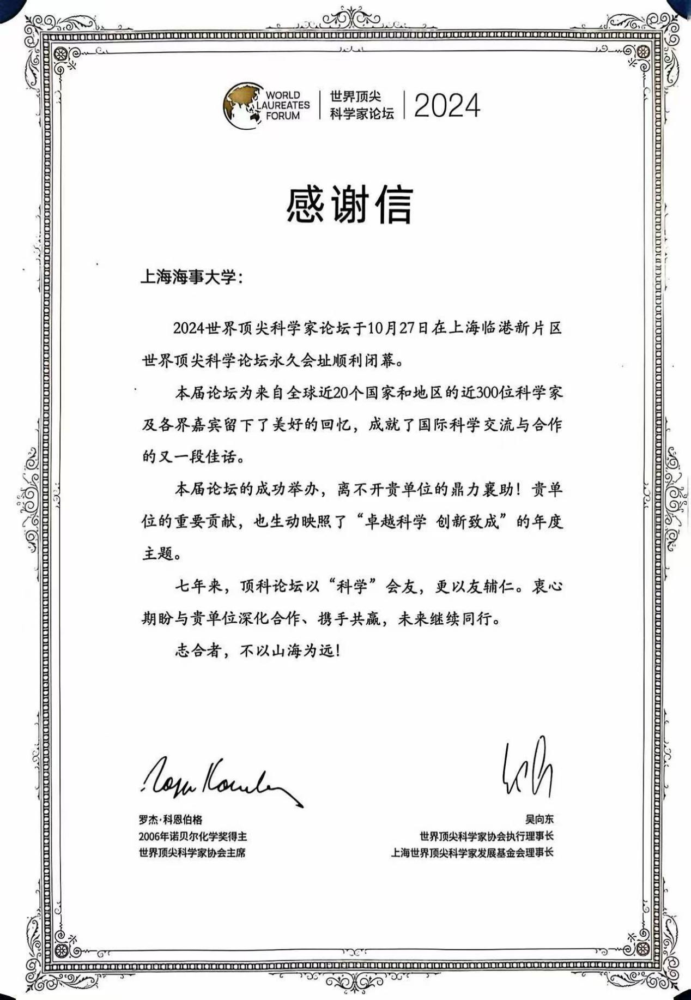 WORLD
LAUREATES
FORUM
世界顶尖
科学家论坛
2024
感谢信
上海海事大学：
2024世界顶尖科学家论坛于10月27日在上海临港新片区
世界顶尖科学论坛永久会址顺利闭幕。
本届论坛为来自全球近20个国家和地区的近300位科学家
及各界嘉宾留下了美好的回忆，成就了国际科学交流与合作
的又一段佳话。
本届论坛的成功举办，离不开贵单位的鼎力襄助！贵单
位的重要贡献，也生动映照了“卓越科学 创新致成”的年度
主题。
七年来，顶科论坛以“科学”会友，更以友辅仁。衷心
期盼与贵单位深化合作、携手共赢，未来继续同行。
志合者，不以山海为远！
罗杰·科恩伯格
2006年诺贝尔化学奖得主
世界顶尖科学家协会主席
吴向东
世界顶尖科学家协会执行理事长
上海世界顶尖科学家发展基金会理事长